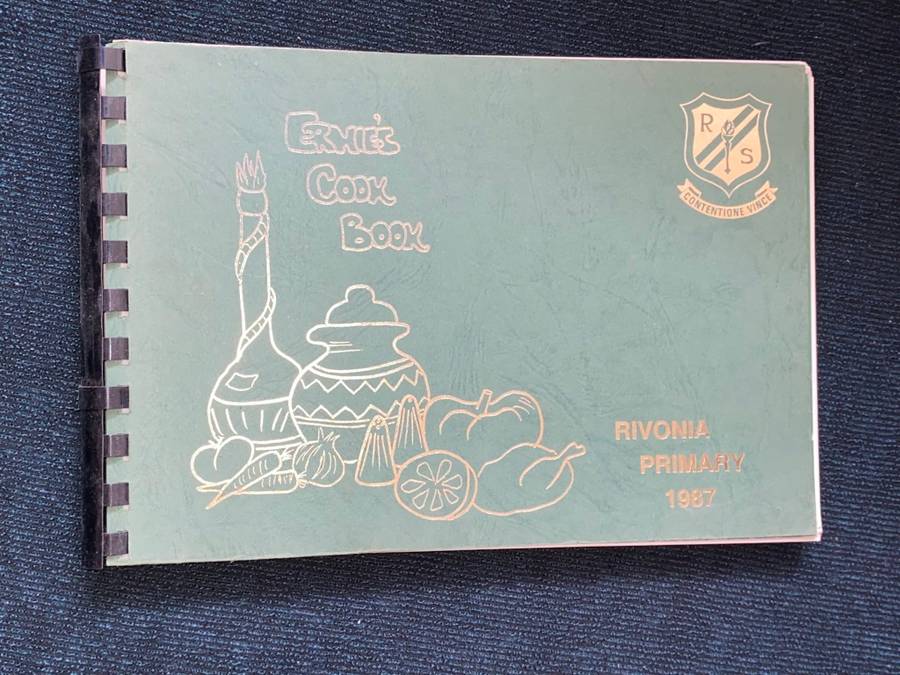 ERNIE'S
COOK
BOOK
R
S
CONTENTIONE VINCE
RIVONIA
PRIMARY
1987